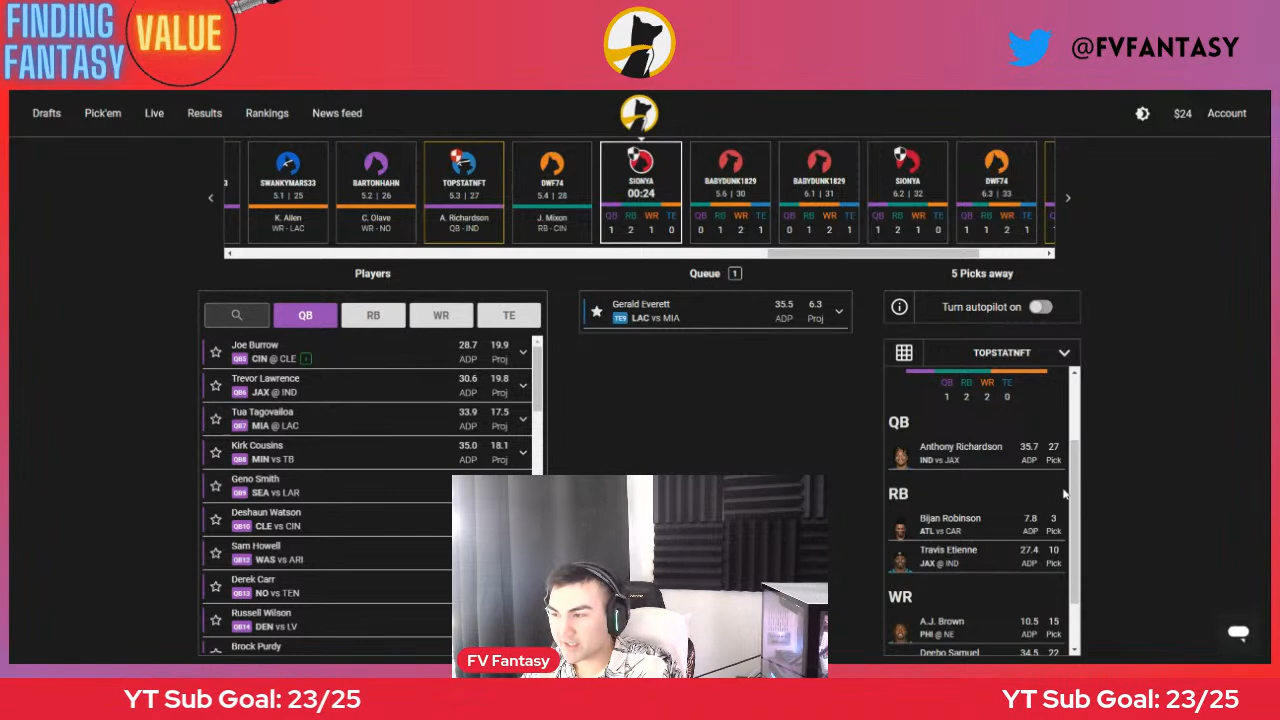 FINDING
FANTASY
VALUE
@FVFANTASY
Drafts Pick'em Live Results Rankings News feed
$24 Account
SWANKYMARS33
5.1 | 25
K. Allen
WR - LAC
BARTONHAHN
5.2 | 26
C. Olave
WR - NO
TOPSTATNFT
5.3 | 27
A. Richardson
QB - IND
DWF74
5.4 | 28
J. Mixon
RB - CIN
SIONYA
00:24
QB RB WR TE
1 2 1 0
BABYDUNK1829
5.6 | 30
QB RB WR TE
0 1 2 1
BABYDUNK1829
6.1 | 31
QB RB WR TE
0 1 2 1
SIONYA
6.2 | 32
QB RB WR TE
1 2 1 0
DWF74
6.3 | 33
QB RB WR TE
1 1 2 1
Players
QB RB WR TE
Joe Burrow 28.7 19.9
QB5 CIN @ CLE ADP Proj
Trevor Lawrence 30.6 19.8
QB6 JAX @ IND ADP Proj
Tua Tagovailoa 33.9 17.5
QB7 MIA @ LAC ADP Proj
Kirk Cousins 35.0 18.1
QB8 MIN vs TB ADP Proj
Geno Smith
QB9 SEA vs LAR
Deshaun Watson
QB10 CLE vs CIN
Sam Howell
QB12 WAS vs ARI
Derek Carr
QB13 NO vs TEN
Russell Wilson
QB14 DEN vs LV
Brock Purdy
Queue 1
Gerald Everett 35.5 6.3
TE9 LAC vs MIA ADP Proj
5 Picks away
Turn autopilot on
TOPSTATNFT
QB RB WR TE
1 2 2 0
QB
Anthony Richardson 35.7 27
IND vs JAX ADP Pick
RB
Bijan Robinson 7.8 3
ATL vs CAR ADP Pick
Travis Etienne 27.4 10
JAX @ IND ADP Pick
WR
A.J. Brown 10.5 15
PHI @ NE ADP Pick
Deebo Samuel 34.5 22
FV Fantasy
YT Sub Goal: 23/25
YT Sub Goal: 23/25